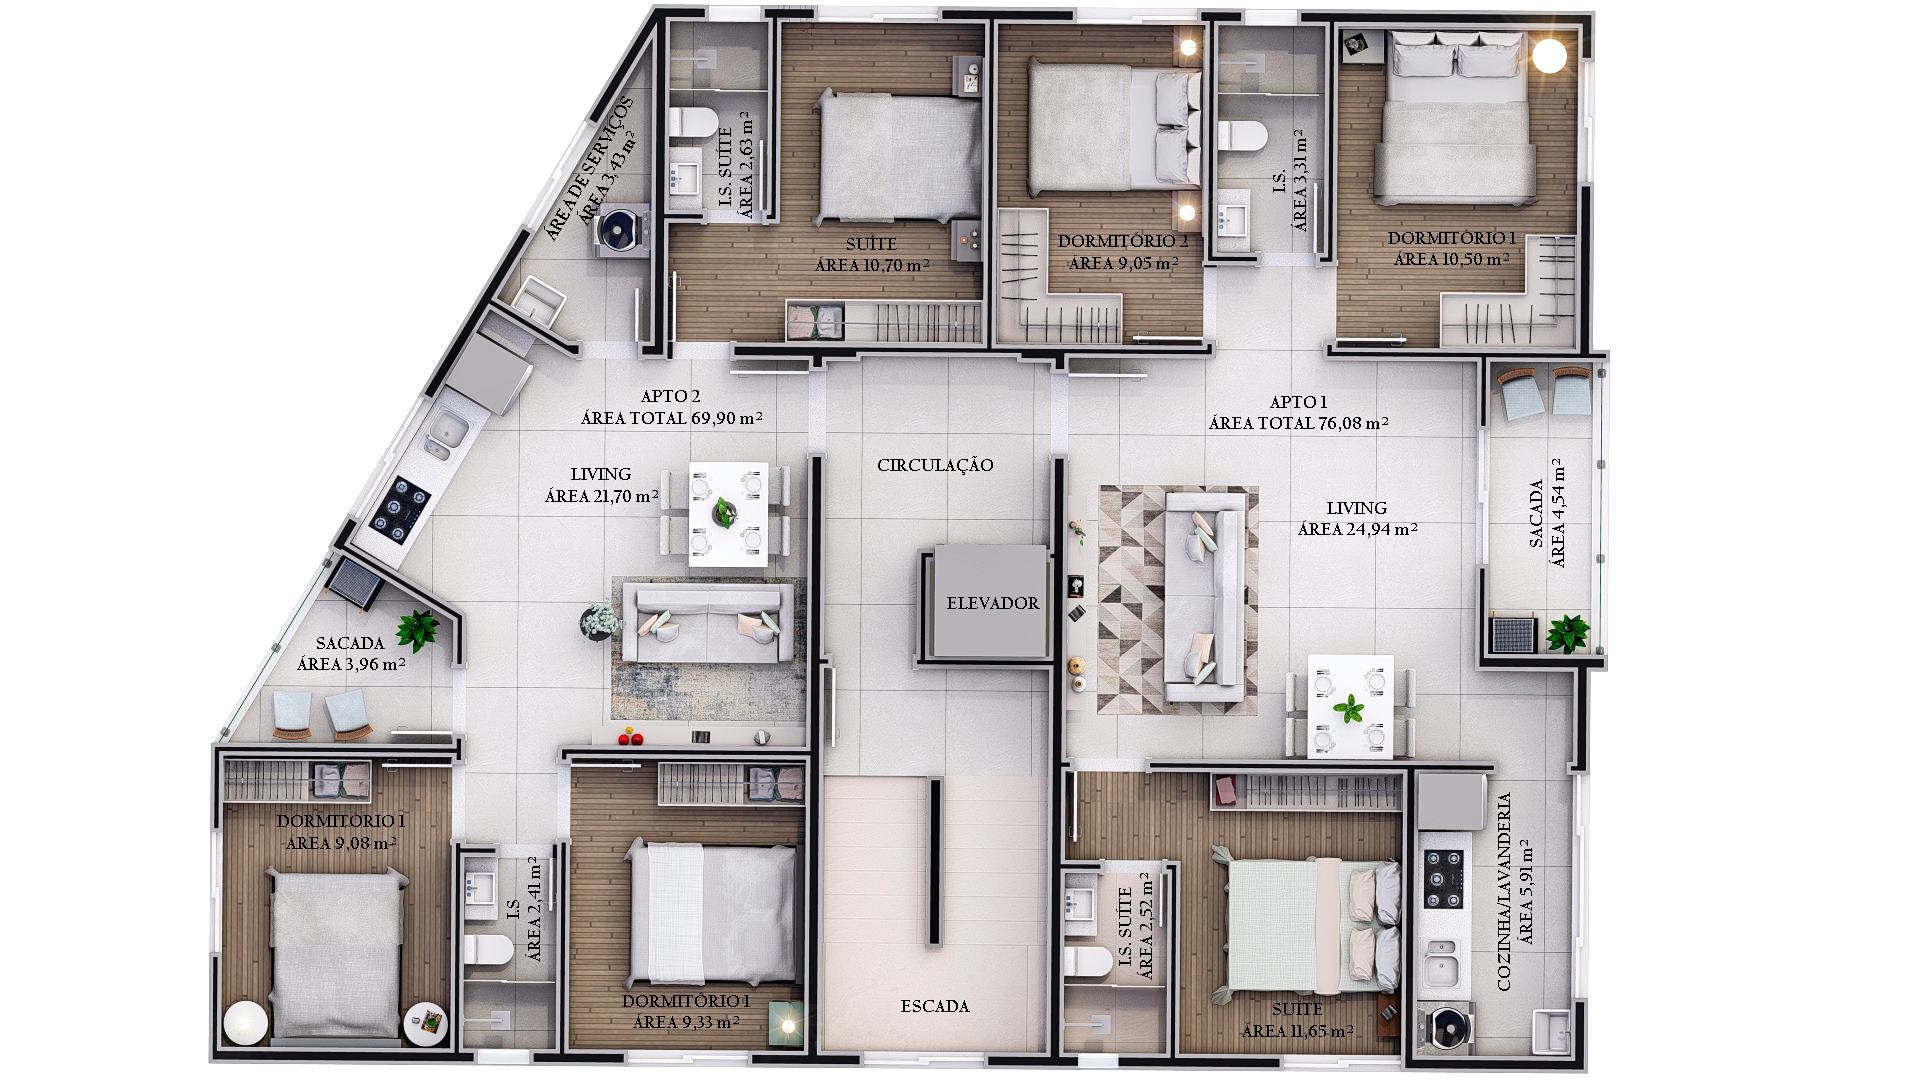 ÁREA DE SERVIÇOS
ÁREA 3,43 m²
I.S. SUÍTE
ÁREA 2,63 m²
SUÍTE
ÁREA 10,70 m²
DORMITÓRIO 2
ÁREA 9,05 m²
I.S.
ÁREA 3,31 m²
DORMITÓRIO 1
ÁREA 10,50 m²
APTO 2
ÁREA TOTAL 69,90 m²
LIVING
ÁREA 21,70 m²
CIRCULAÇÃO
APTO 1
ÁREA TOTAL 76,08 m²
LIVING
ÁREA 24,94 m²
SACADA
ÁREA 4,54 m²
ELEVADOR
SACADA
ÁREA 3,96 m²
DORMITÓRIO 1
ÁREA 9,08 m²
I.S
ÁREA 2,41 m²
DORMITÓRIO 1
ÁREA 9,33 m²
ESCADA
I.S. SUÍTE
ÁREA 2,52 m²
SUÍTE
ÁREA 11,65 m²
COZINHA/LAVANDERIA
ÁREA 5,91 m²